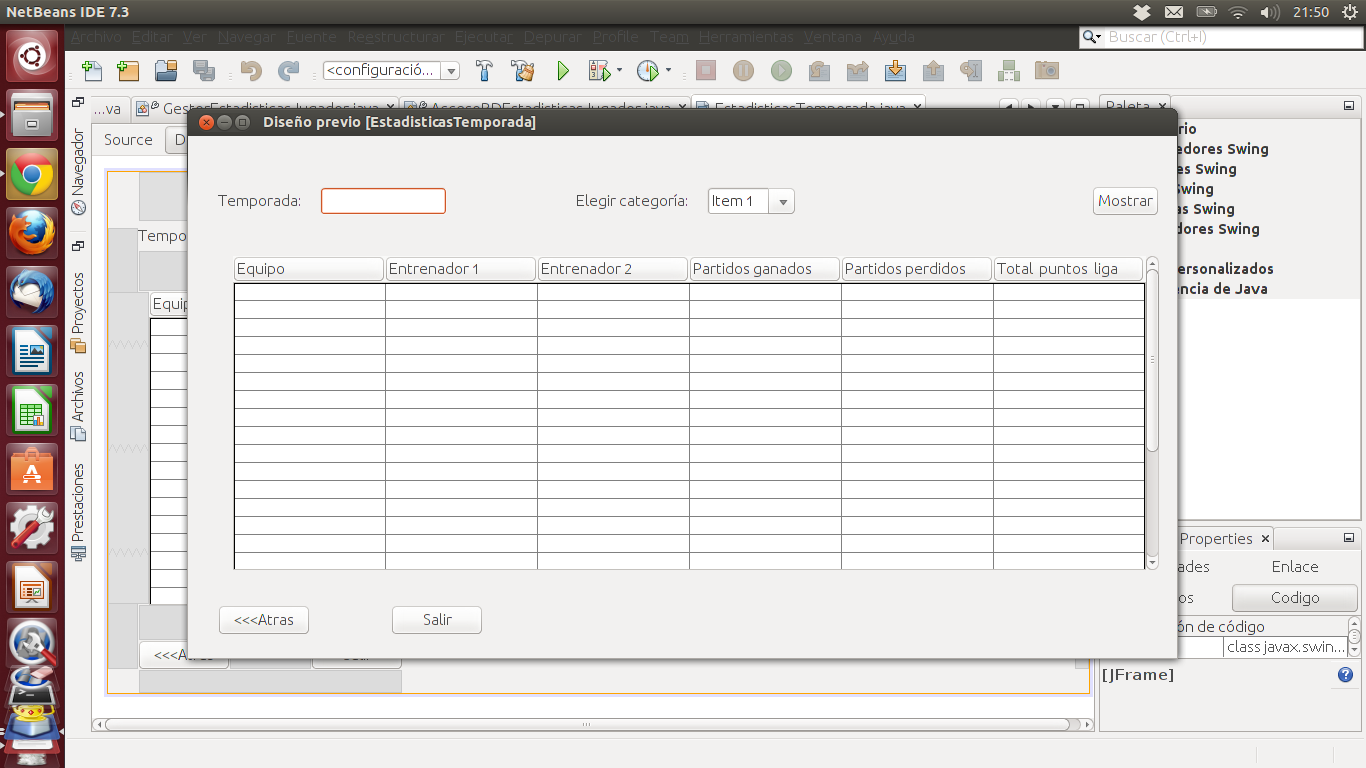 NetBeans IDE 7.3
21:50
Archivo Editar Ver Navegar Fuente Reestructurar Ejecutar Depurar Profile Team Herramientas Ventana Ayuda
Buscar (Ctrl+I)
<configuració...
...va
GestorEstadisticasJugador.java
AccesoBDEstadisticasJugador.java
EstadisticasTemporada.java
Paleta
Source
Navegador
Proyectos
Archivos
Prestaciones
Diseño previo [EstadisticasTemporada]
Temporada:
Elegir categoría:
Item 1
Mostrar
Equipo
Entrenador 1
Entrenador 2
Partidos ganados
Partidos perdidos
Total puntos liga
<<<Atras
Salir
Tempo
Equip
<<<A
rio
edores Swing
es Swing
Swing
as Swing
dores Swing
ersonalizados
encia de Java
Properties
ades
Enlace
os
Codigo
ón de código
class javax.swin...
[JFrame]